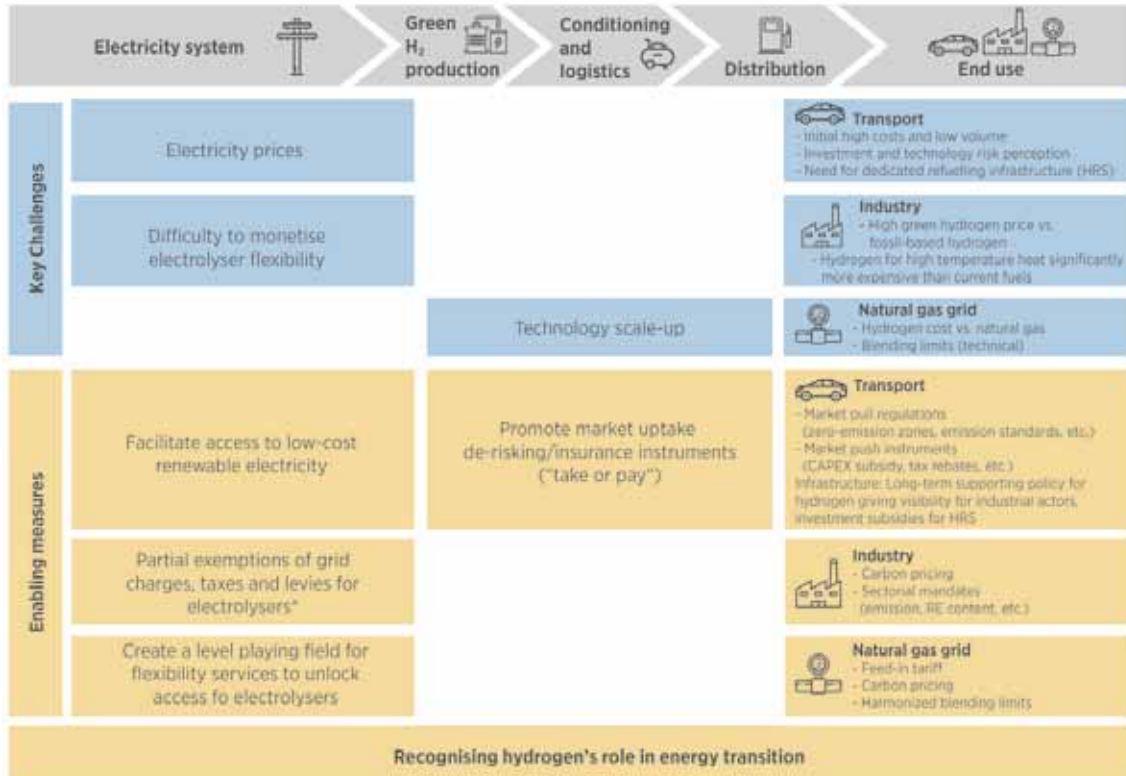 Electricity system
Green
H₂
production
Conditioning
and
logistics
Distribution
End use
Key Challenges
Electricity prices
Difficulty to monetise
electrolyser flexibility
Technology scale-up
Transport
- Initial high costs and low volume
- Investment and technology risk perception
- Need for dedicated refuelling infrastructure (HRS)
Industry
- High green hydrogen price vs.
fossil-based hydrogen
- Hydrogen for high temperature heat significantly
more expensive than current fuels
Natural gas grid
- Hydrogen cost vs. natural gas
- Blending limits (technical)
Enabling measures
Facilitate access to low-cost
renewable electricity
Partial exemptions of grid
charges, taxes and levies for
electrolysers*
Create a level playing field for
flexibility services to unlock
access fo electrolysers
Promote market uptake
de-risking/insurance instruments
("take or pay")
Transport
- Market pull regulations
(zero-emission zones, emission standards, etc.)
- Market push instruments
(CAPEX subsidy, tax rebates, etc.)
Infrastructure: Long-term supporting policy for
hydrogen giving visibility for industrial actors,
investment subsidies for HRS
Industry
- Carbon pricing
- Sectorial mandates
(emission, RE content, etc.)
Natural gas grid
- Feed-in tariff
- Carbon pricing
- Harmonized blending limits
Recognising hydrogen's role in energy transition